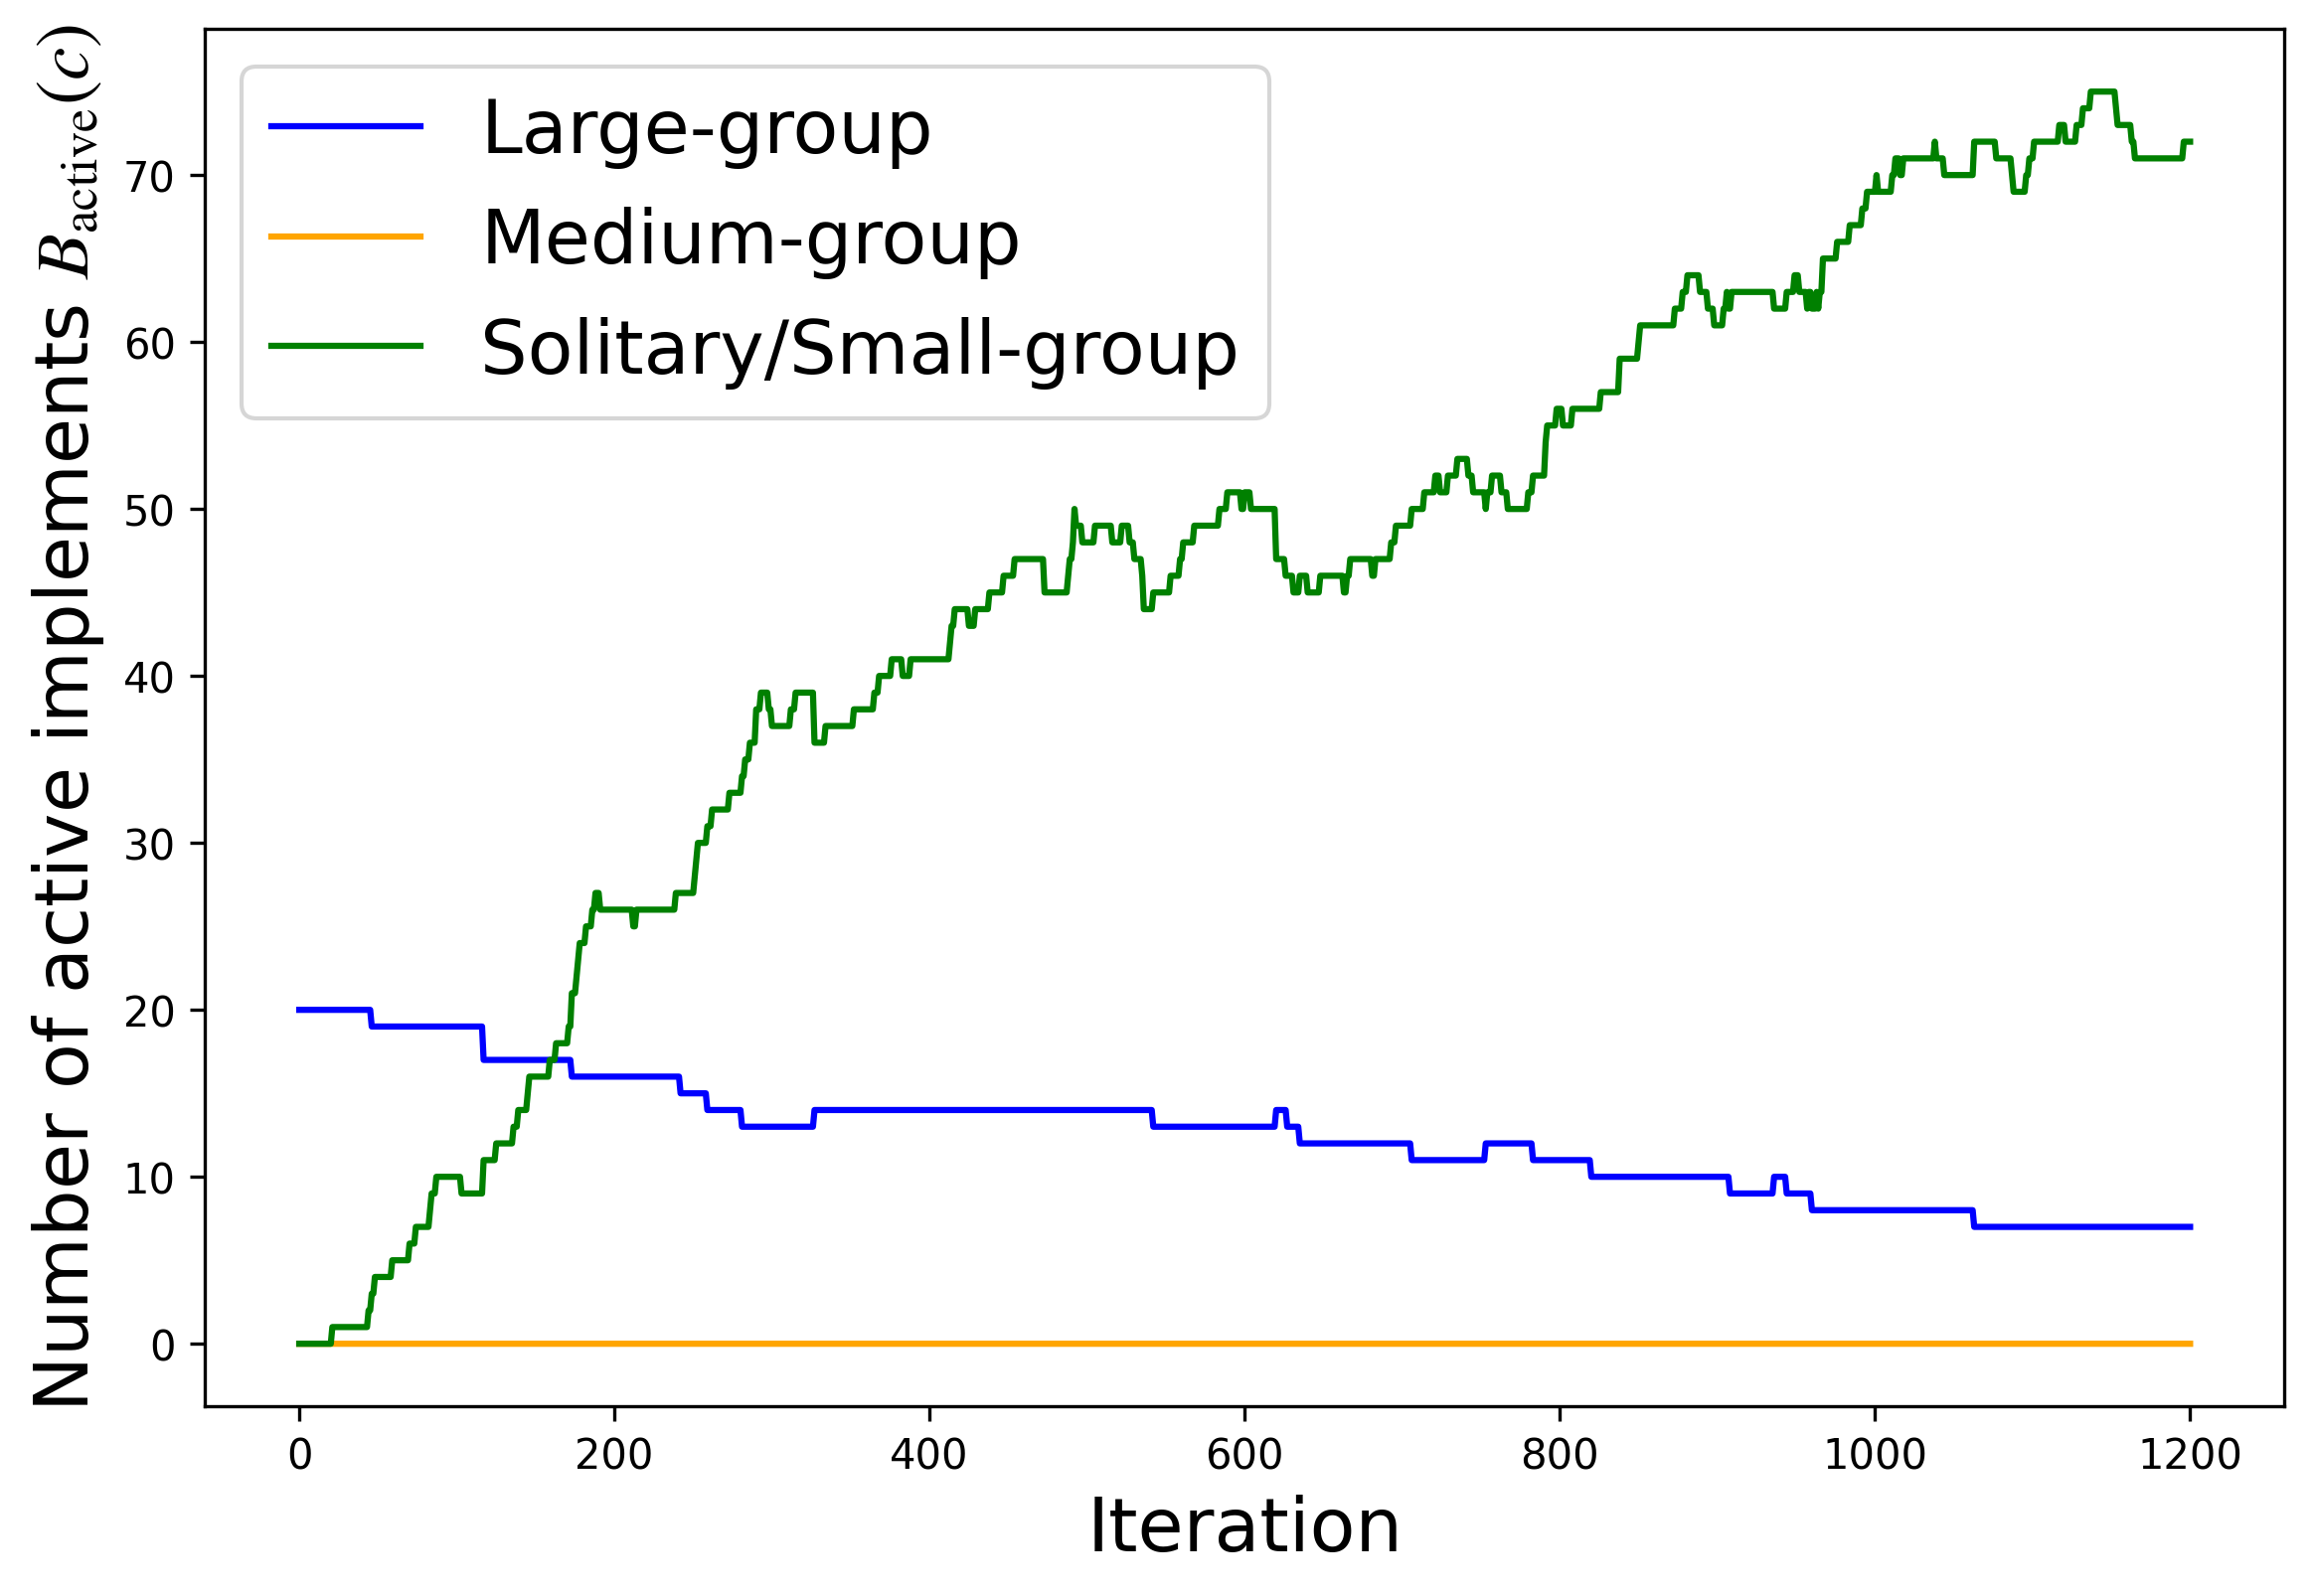 Number of active implements B_active(c)
Large-group
Medium-group
Solitary/Small-group
70
60
50
40
30
20
10
0
0 200 400 600 800 1000 1200
Iteration